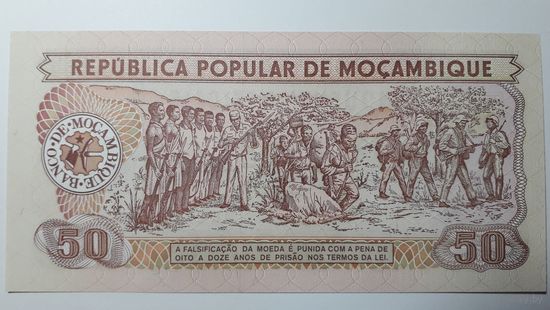 REPÚBLICA POPULAR DE MOÇAMBIQUE
BANCO·DE·MOÇAMBIQUE
50
A FALSIFICAÇÃO DA MOEDA É PUNIDA COM A PENA DE
OITO A DOZE ANOS DE PRISÃO NOS TERMOS DA LEI.
50